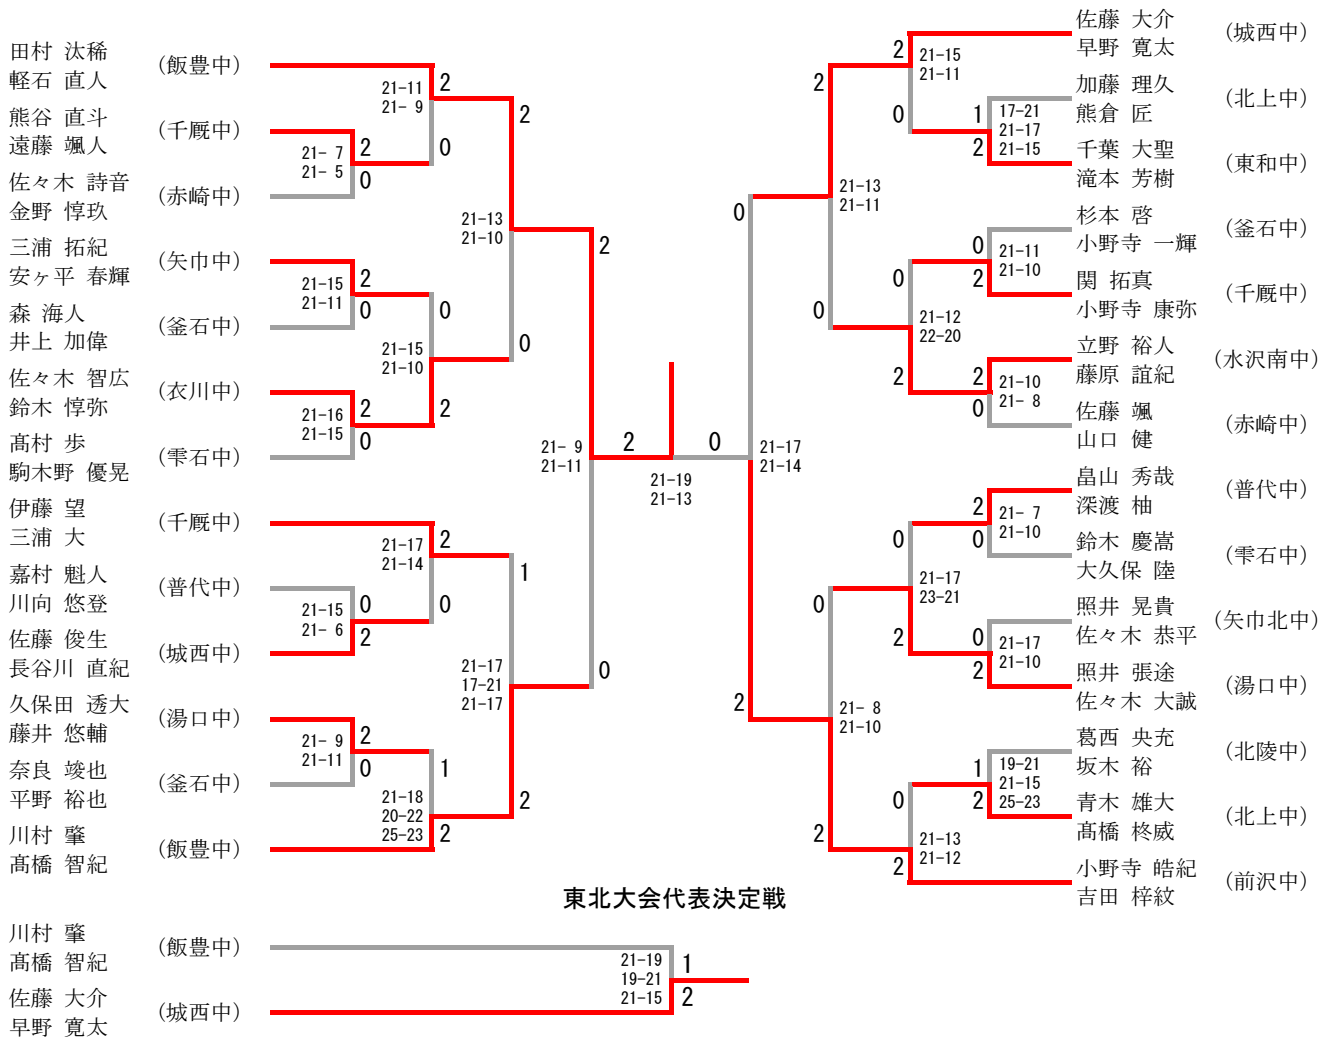 田村 汰稀
軽石 直人
(飯豊中)
熊谷 直斗
遠藤 颯人
(千厩中)
佐々木 詩音
金野 惇玖
(赤崎中)
三浦 拓紀
安ヶ平 春輝
(矢巾中)
森 海人
井上 加偉
(釜石中)
佐々木 智広
鈴木 惇弥
(衣川中)
髙村 歩
駒木野 優晃
(雫石中)
伊藤 望
三浦 大
(千厩中)
嘉村 魁人
川向 悠登
(普代中)
佐藤 俊生
長谷川 直紀
(城西中)
久保田 透大
藤井 悠輔
(湯口中)
奈良 竣也
平野 裕也
(釜石中)
川村 肇
髙橋 智紀
(飯豊中)
21-11
21- 9
2
0
21- 7
21- 5
2
0
21-13
21-10
2
0
21-15
21-11
2
0
21-15
21-10
0
2
21-16
21-15
2
0
21- 9
21-11
2
0
21-17
21-14
2
0
21-15
21- 6
0
2
21-17
17-21
21-17
1
2
21- 9
21-11
2
0
21-18
20-22
25-23
1
2
2
0
21-19
21-13
佐藤 大介
早野 寛太
(城西中)
加藤 理久
熊倉 匠
(北上中)
千葉 大聖
滝本 芳樹
(東和中)
杉本 啓
小野寺 一輝
(釜石中)
関 拓真
小野寺 康弥
(千厩中)
立野 裕人
藤原 誼紀
(水沢南中)
佐藤 颯
山口 健
(赤崎中)
畠山 秀哉
深渡 柚
(普代中)
鈴木 慶嵩
大久保 陸
(雫石中)
照井 晃貴
佐々木 恭平
(矢巾北中)
照井 張途
佐々木 大誠
(湯口中)
葛西 央充
坂木 裕
(北陵中)
青木 雄大
髙橋 柊威
(北上中)
小野寺 皓紀
吉田 梓紋
(前沢中)
2
0
21-15
21-11
1
2
17-21
21-17
21-15
2
0
21-13
21-11
0
2
21-11
21-10
0
2
21-12
22-20
2
0
21-10
21- 8
0
2
21-17
21-14
2
0
21- 7
21-10
0
2
21-17
23-21
0
2
21-17
21-10
0
2
21- 8
21-10
1
2
19-21
21-15
25-23
0
2
21-13
21-12
東北大会代表決定戦
川村 肇
髙橋 智紀
(飯豊中)
佐藤 大介
早野 寛太
(城西中)
21-19
19-21
21-15
1
2